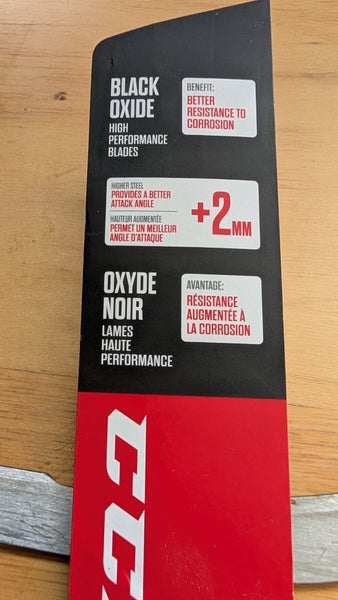 BLACK
OXIDE
HIGH
PERFORMANCE
BLADES
BENEFIT:
BETTER
RESISTANCE TO
CORROSION
HIGHER STEEL
PROVIDES A BETTER
ATTACK ANGLE
HAUTEUR AUGMENTÉE
PERMET UN MEILLEUR
ANGLE D'ATTAQUE
+2MM
OXYDE
NOIR
LAMES
HAUTE
PERFORMANCE
AVANTAGE:
RÉSISTANCE
AUGMENTÉE À
LA CORROSION